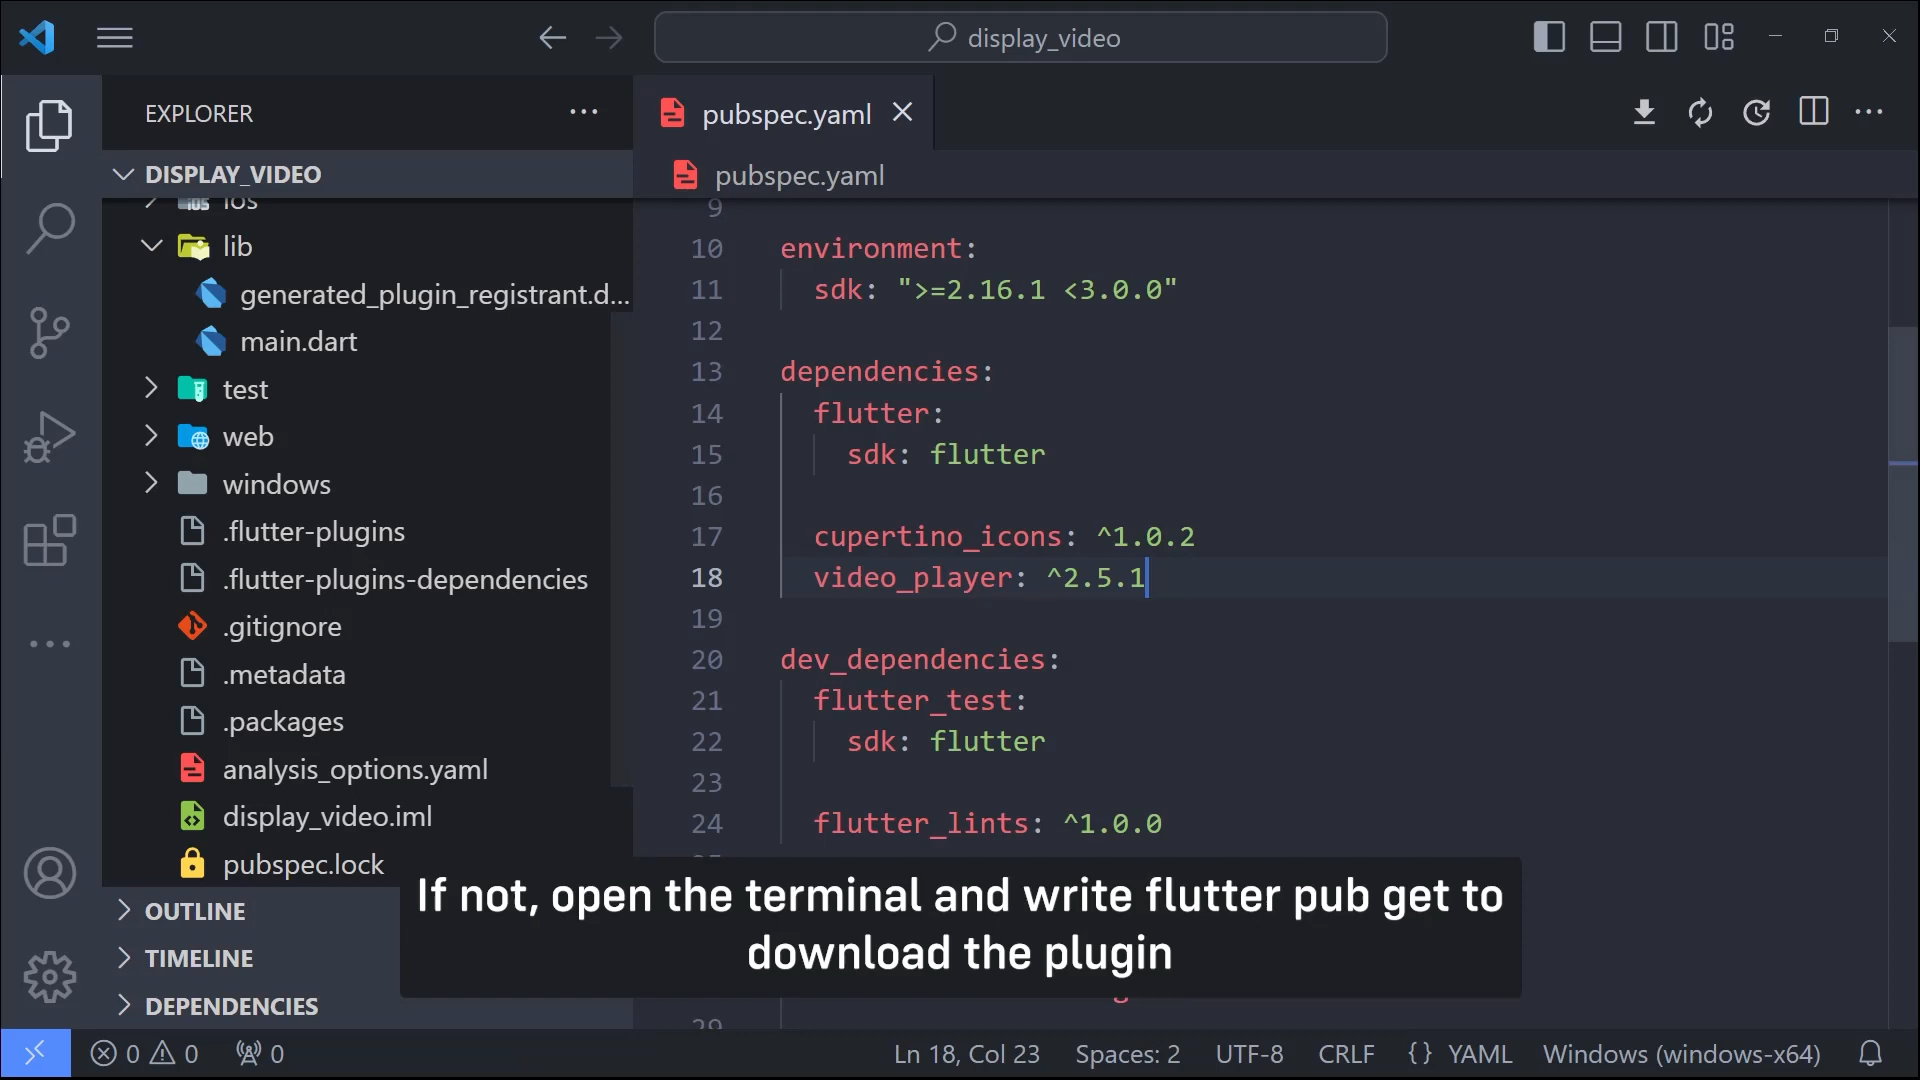 display_video
EXPLORER
pubspec.yaml
DISPLAY_VIDEO
pubspec.yaml
ios
lib
generated_plugin_registrant.d...
main.dart
test
web
windows
.flutter-plugins
.flutter-plugins-dependencies
.gitignore
.metadata
.packages
analysis_options.yaml
display_video.iml
pubspec.lock
OUTLINE
TIMELINE
DEPENDENCIES
9
10 environment:
11 sdk: ">=2.16.1 <3.0.0"
12
13 dependencies:
14 flutter:
15 sdk: flutter
16
17 cupertino_icons: ^1.0.2
18 video_player: ^2.5.1
19
20 dev_dependencies:
21 flutter_test:
22 sdk: flutter
23
24 flutter_lints: ^1.0.0
If not, open the terminal and write flutter pub get to
download the plugin
29
0 0 0 Ln 18, Col 23 Spaces: 2 UTF-8 CRLF {} YAML Windows (windows-x64)